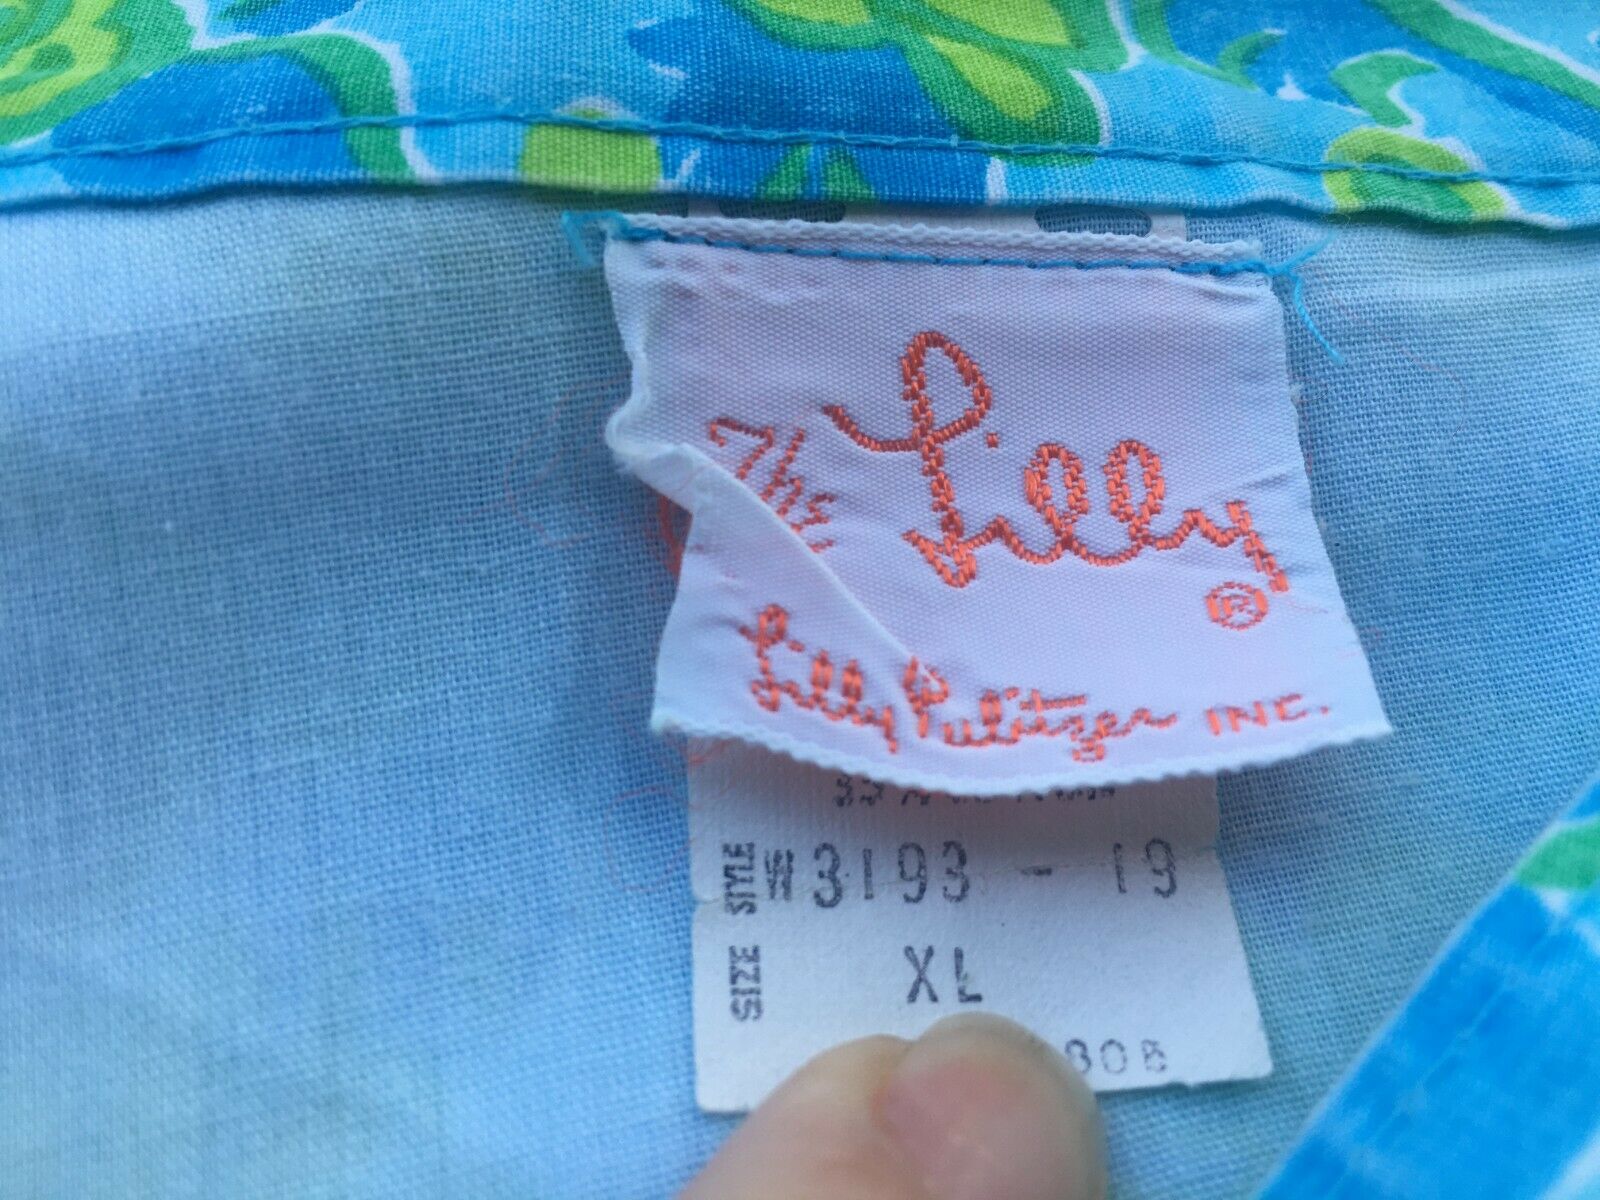 The Lilly ®
Lilly Pulitzer INC.
STYLE W3193 - 19
SIZE XL